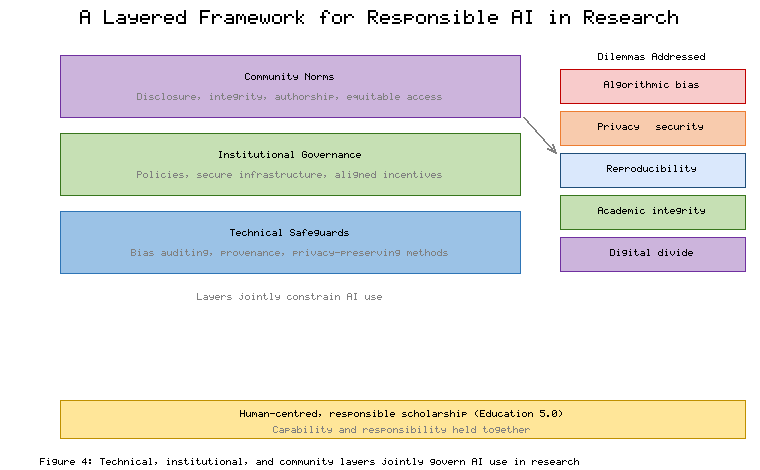 A Layered Framework for Responsible AI in Research
Community Norms
Disclosure, integrity, authorship, equitable access
Institutional Governance
Policies, secure infrastructure, aligned incentives
Technical Safeguards
Bias auditing, provenance, privacy-preserving methods
Layers jointly constrain AI use
Dilemmas Addressed
Algorithmic bias
Privacy security
Reproducibility
Academic integrity
Digital divide
Human-centred, responsible scholarship (Education 5.0)
Capability and responsibility held together
Figure 4: Technical, institutional, and community layers jointly govern AI use in research